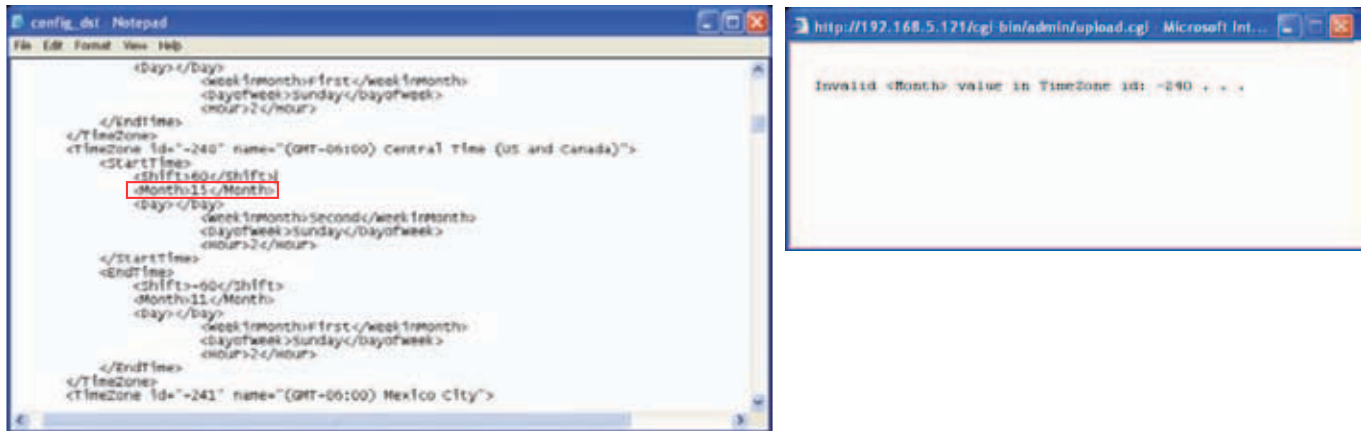 config_dst - Notepad
File Edit Format View Help
<Day></Day>
<WeekInMonth>First</WeekInMonth>
<DayofWeek>Sunday</DayofWeek>
<Hour>2</Hour>
</EndTime>
</TimeZone>
<TimeZone id="-240" name="(GMT-06:00) Central Time (US and Canada)">
<StartTime>
<Shift>60</Shift>
<Month>15</Month>
<Day></Day>
<WeekInMonth>Second</WeekInMonth>
<DayofWeek>Sunday</DayofWeek>
<Hour>2</Hour>
</StartTime>
<EndTime>
<Shift>-60</Shift>
<Month>11</Month>
<Day></Day>
<WeekInMonth>First</WeekInMonth>
<DayofWeek>Sunday</DayofWeek>
<Hour>2</Hour>
</EndTime>
</TimeZone>
<TimeZone id="-241" name="(GMT-06:00) Mexico City">
http://192.168.5.121/cgi-bin/admin/upload.cgi - Microsoft Int...
Invalid <Month> value in TimeZone id: -240 . . .